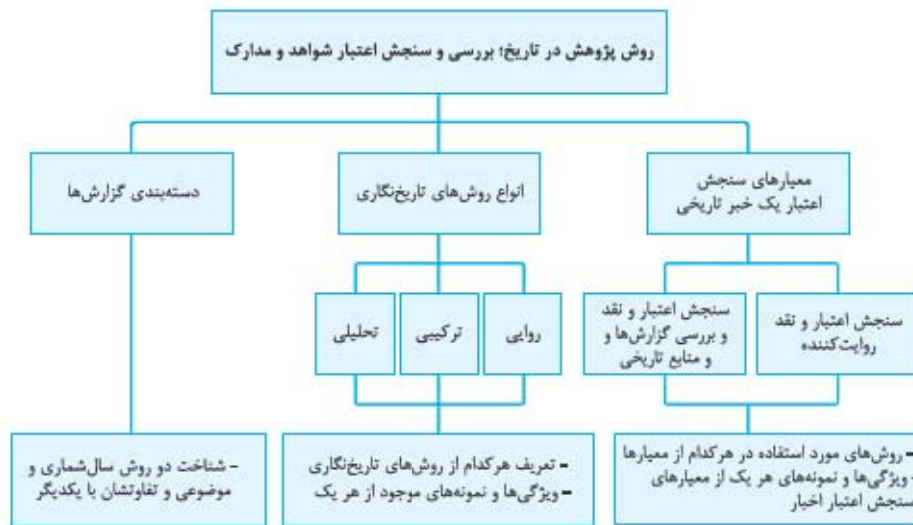 روش پژوهش در تاریخ؛ بررسی و سنجش اعتبار شواهد و مدارک
معیارهای سنجش
اعتبار یک خبر تاریخی
انواع روش‌های تاریخ‌نگاری
دسته‌بندی گزارش‌ها
سنجش اعتبار و نقد
روایت‌کننده
سنجش اعتبار و نقد
و بررسی گزارش‌ها و
و منابع تاریخی
روایی
ترکیبی
تحلیلی
- روش‌های مورد استفاده در هرکدام از معیارها
- ویژگی‌ها و نمونه‌های هر یک از معیارهای
سنجش اعتبار اخبار
- تعریف هرکدام از روش‌های تاریخ‌نگاری
- ویژگی‌ها و نمونه‌های موجود از هر یک
- شناخت دو روش سال‌شماری و
موضوعی و تفاوتشان با یکدیگر